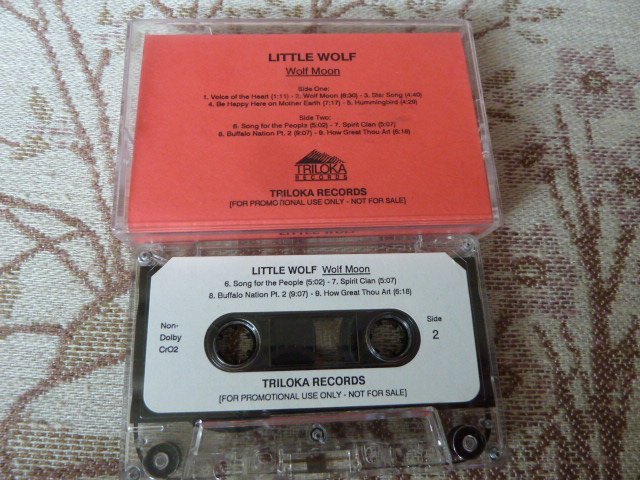 LITTLE WOLF
Wolf Moon
Side One:
1. Voice of the Heart (1:11) - 2. Wolf Moon (6:30) - 3. Star Song (4:40)
4. Be Happy Here on Mother Earth (7:17) - 5. Hummingbird (4:29)
Side Two:
6. Song for the People (5:02) - 7. Spirit Clan (5:07)
8. Buffalo Nation Pt. 2 (9:07) - 9. How Great Thou Art (6:18)
TRILOKA
RECORDS
TRILOKA RECORDS
[FOR PROMOTIONAL USE ONLY - NOT FOR SALE]
LITTLE WOLF
LITTLE WOLF Wolf Moon
6. Song for the People (5:02) - 7. Spirit Clan (5:07)
8. Buffalo Nation Pt. 2 (9:07) - 9. How Great Thou Art (6:18)
Non-
Dolby
CrO2
Side
2
TRILOKA RECORDS
[FOR PROMOTIONAL USE ONLY - NOT FOR SALE]